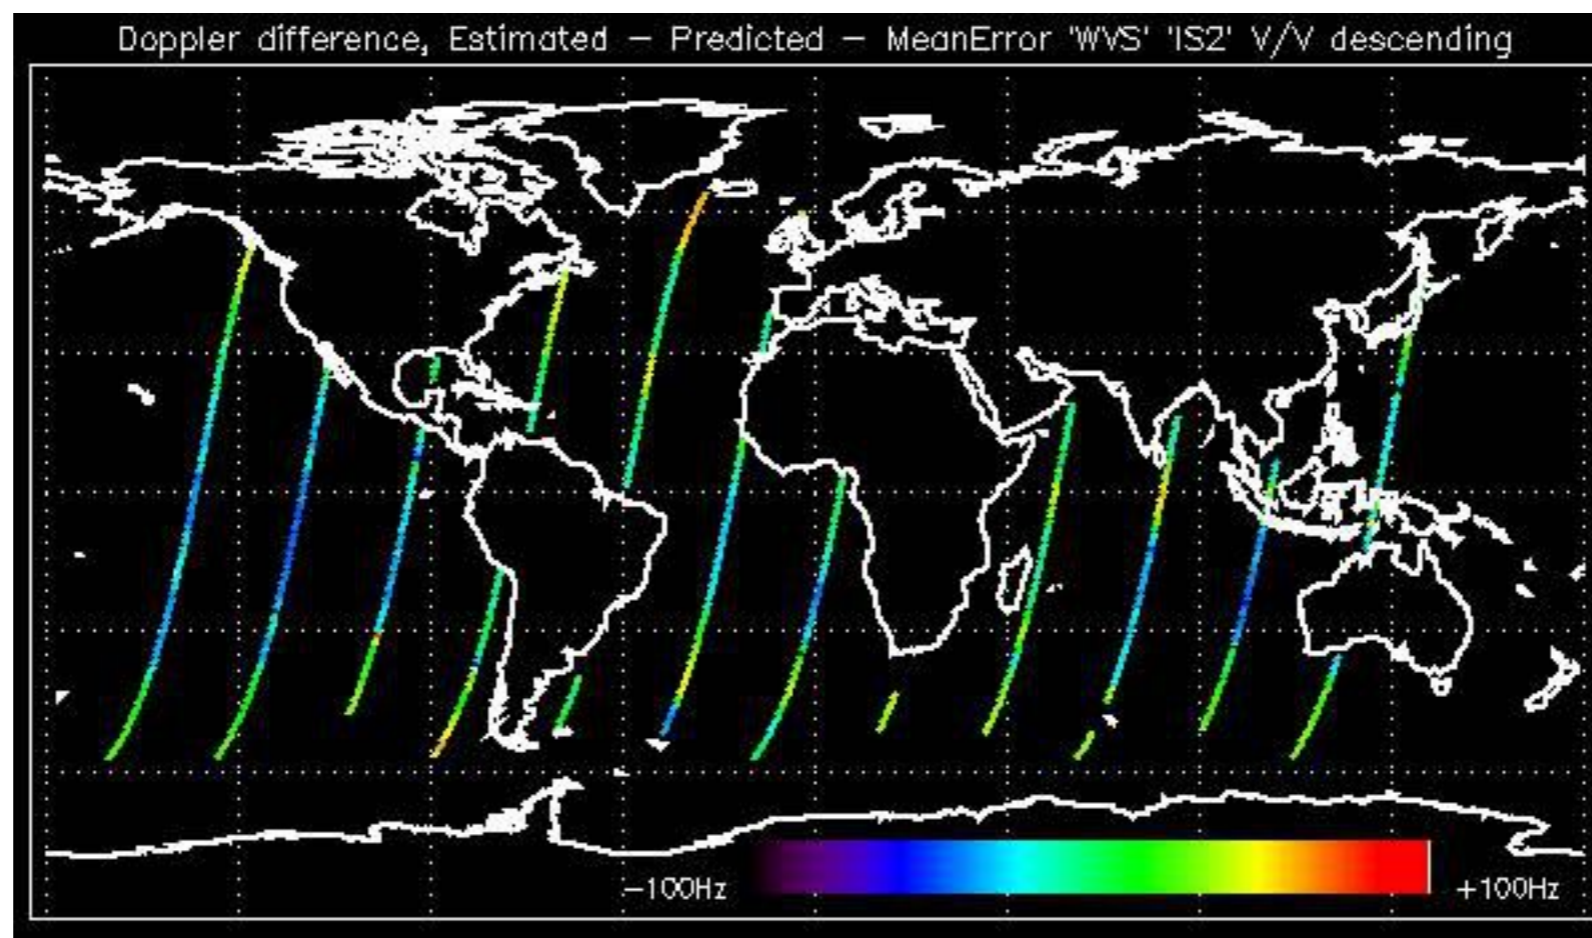 Doppler difference, Estimated – Predicted – MeanError 'WVS' 'IS2' V/V descending
−100Hz +100Hz